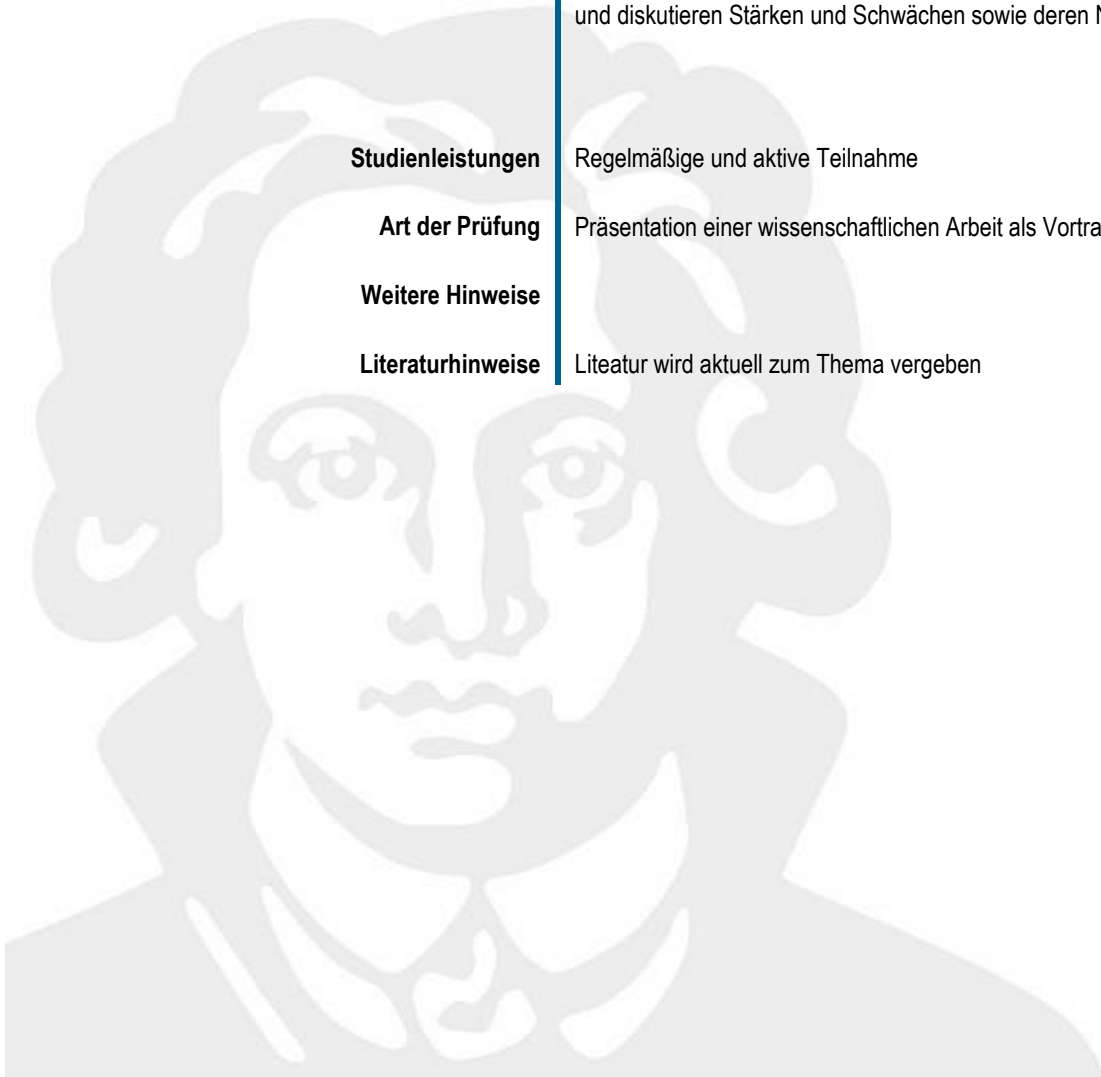 und diskutieren Stärken und Schwächen sowie deren
Studienleistungen Regelmäßige und aktive Teilnahme
Art der Prüfung Präsentation einer wissenschaftlichen Arbeit als
Weitere Hinweise
Literaturhinweise Liteatur wird aktuell zum Thema vergeben